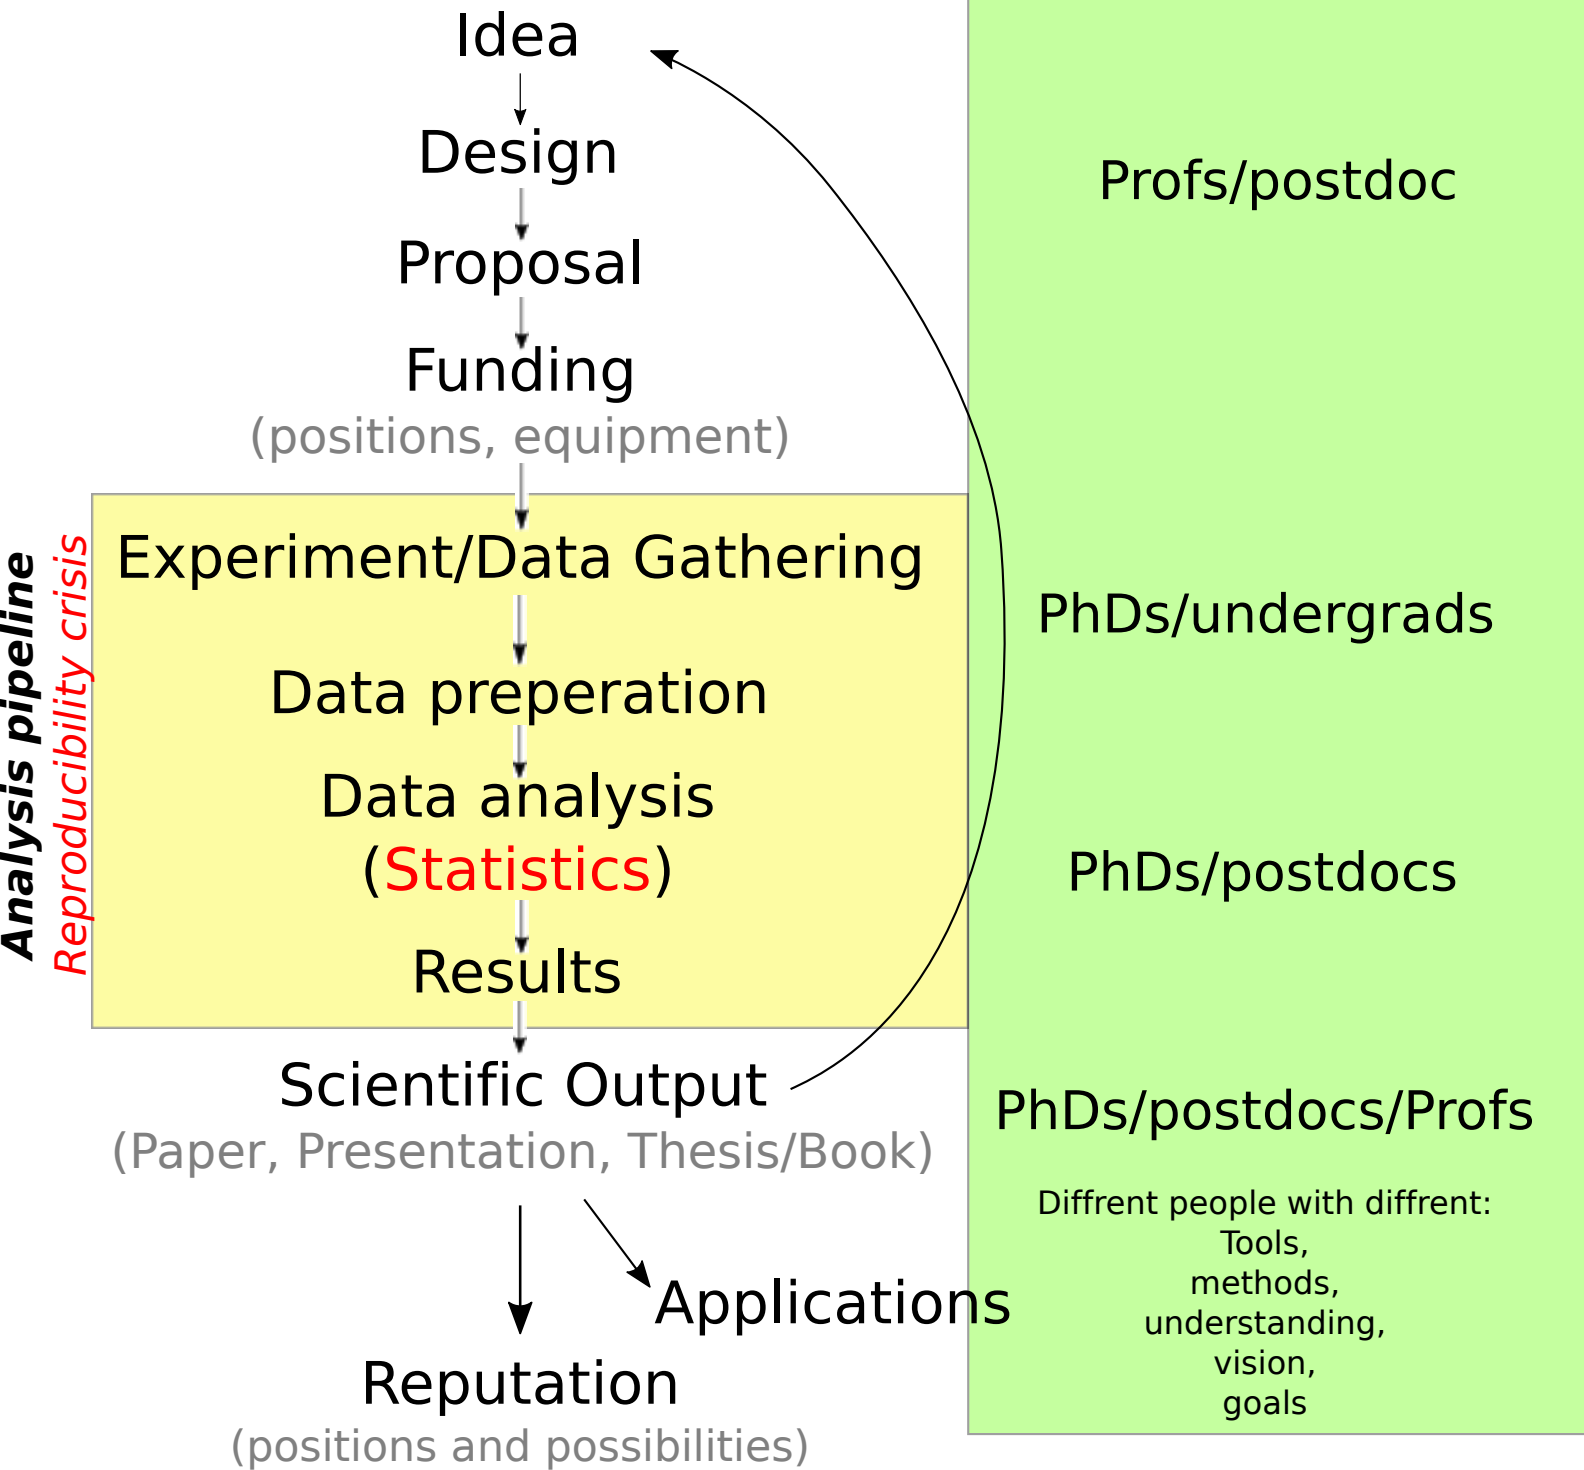 Idea
Design
Proposal
Funding
(positions, equipment)
Experiment/Data Gathering
Data preperation
Data analysis
(Statistics)
Results
Scientific Output
(Paper, Presentation, Thesis/Book)
Applications
Reputation
(positions and possibilities)
Analysis pipeline
Reproducibility crisis
Profs/postdoc
PhDs/undergrads
PhDs/postdocs
PhDs/postdocs/Profs
Diffrent people with diffrent:
Tools,
methods,
understanding,
vision,
goals